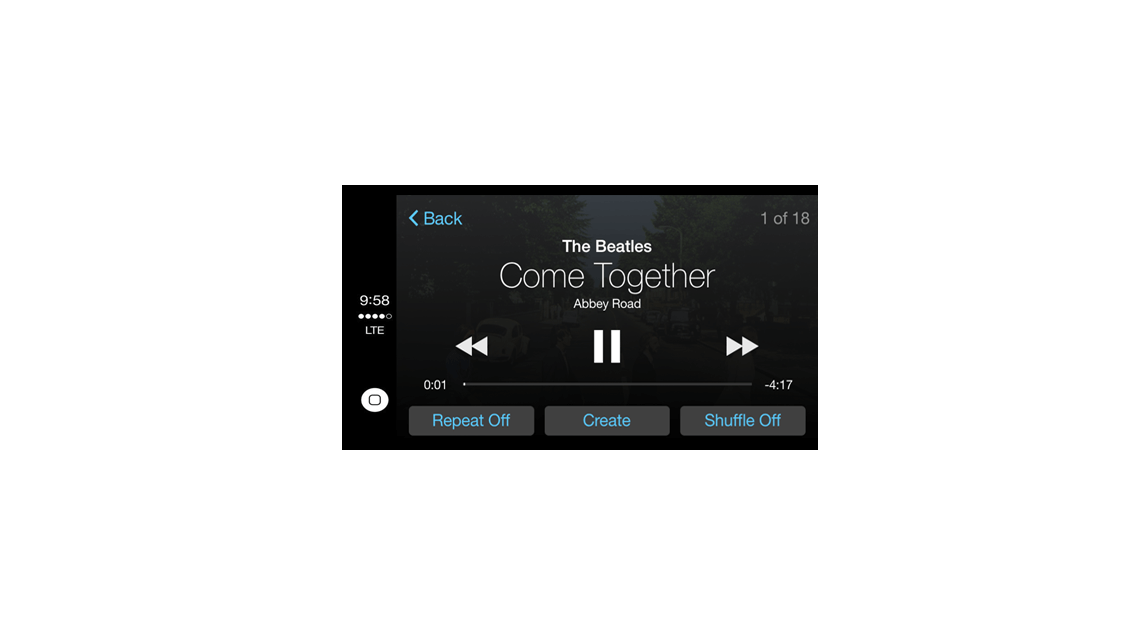 Back
1 of 18
The Beatles
Come Together
Abbey Road
9:58
LTE
0:01
-4:17
Repeat Off
Create
Shuffle Off